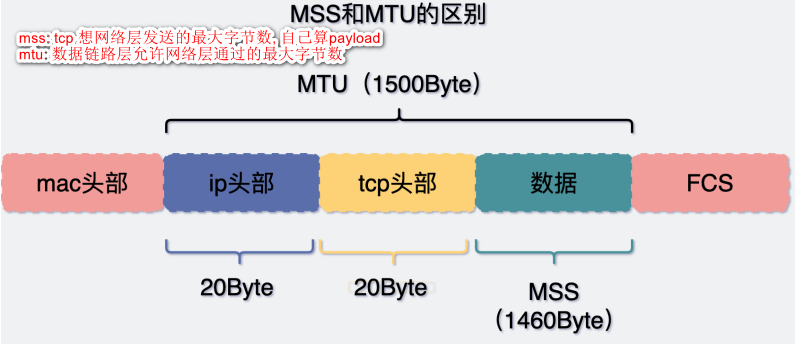 MSS和MTU的区别
mss: tcp 想网络层发送的最大字节数, 自己算payload
mtu: 数据链路层允许网络层通过的最大字节数
MTU（1500Byte）
mac头部 ip头部 tcp头部 数据 FCS
20Byte 20Byte MSS
（1460Byte）